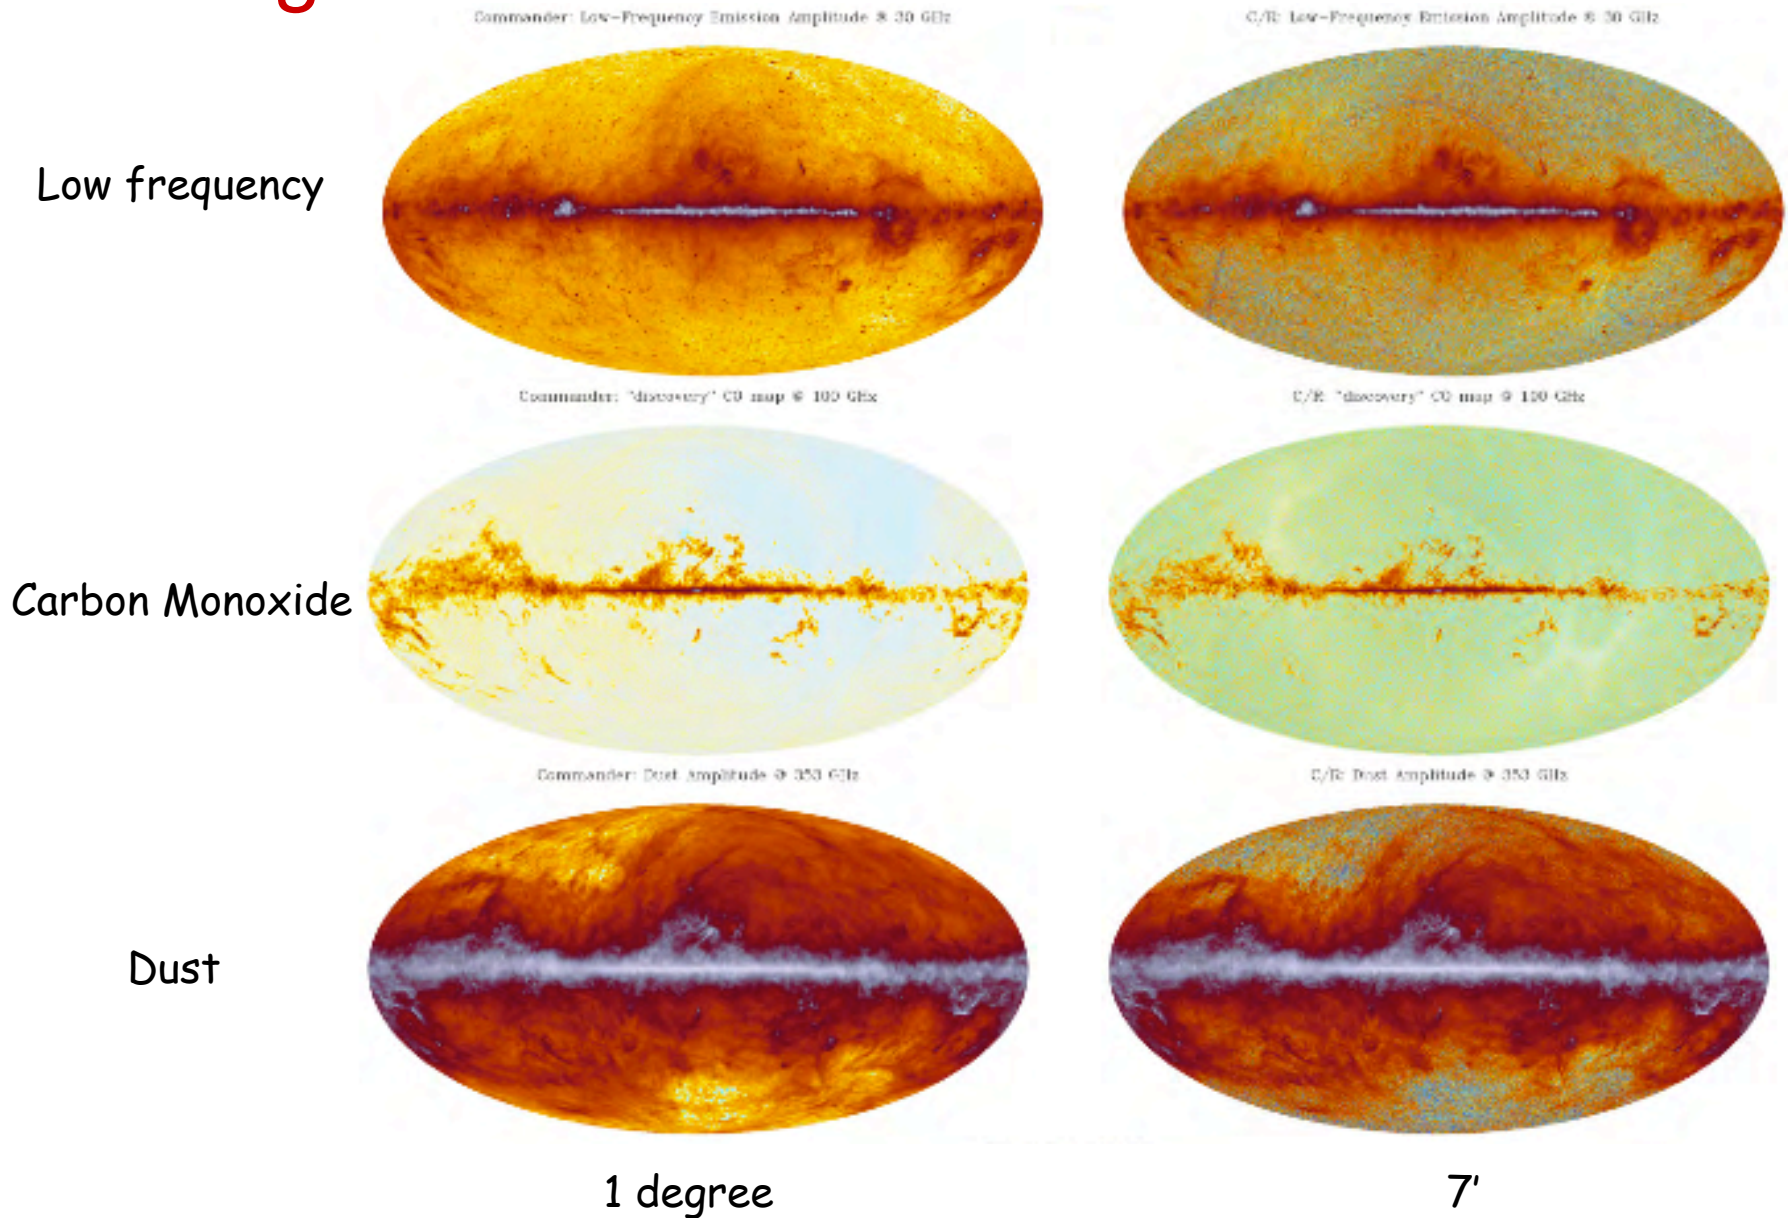 Commander: Low-Frequency Emission Amplitude @ 30 GHz
C/R: Low-Frequency Emission Amplitude @ 30 GHz
Low frequency
Commander: "discovery" CO map @ 100 GHz
C/R: "discovery" CO map @ 100 GHz
Carbon Monoxide
Commander: Dust Amplitude @ 353 GHz
C/R: Dust Amplitude @ 353 GHz
Dust
1 degree
7'